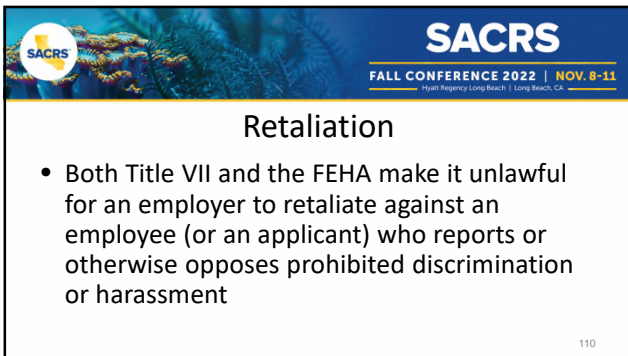 SACRS
SACRS
FALL CONFERENCE 2022 | NOV. 8-11
Hyatt Regency Long Beach | Long Beach, CA
Retaliation
• Both Title VII and the FEHA make it unlawful
for an employer to retaliate against an
employee (or an applicant) who reports or
otherwise opposes prohibited discrimination
or harassment
110